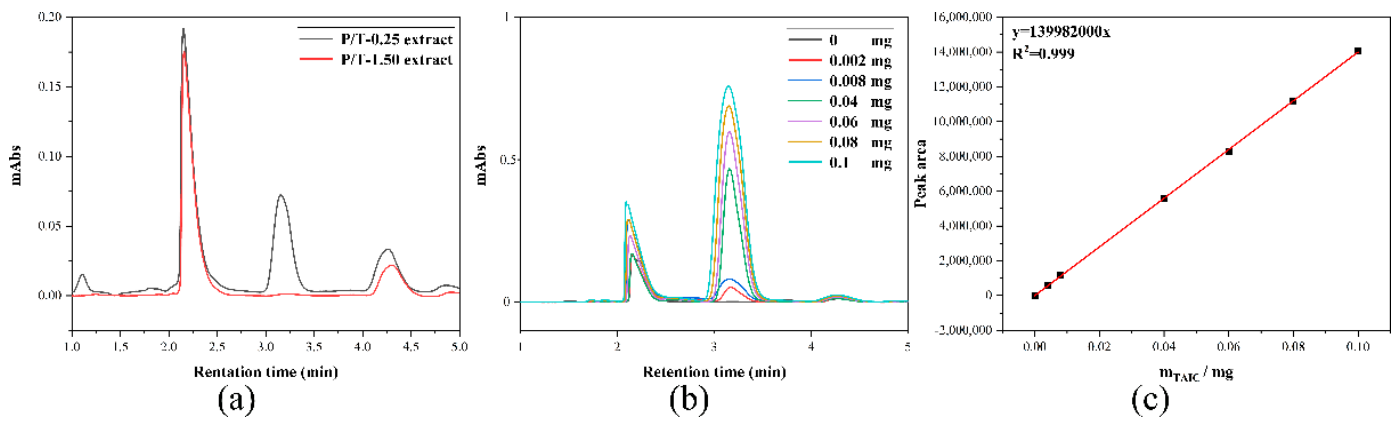 0.20
0.15
0.10
0.05
0.00
mAbs
P/T-0.25 extract
P/T-1.50 extract
1.0 1.5 2.0 2.5 3.0 3.5 4.0 4.5 5.0
Rentation time (min)
(a)
1
0.5
0
mAbs
0 mg
0.002 mg
0.008 mg
0.04 mg
0.06 mg
0.08 mg
0.1 mg
1 2 3 4 5
Retention time (min)
(b)
16,000,000
14,000,000
12,000,000
10,000,000
8,000,000
6,000,000
4,000,000
2,000,000
0
-2,000,000
Peak area
y=139982000x
R²=0.999
0.00 0.02 0.04 0.06 0.08 0.10
mTAIC / mg
(c)